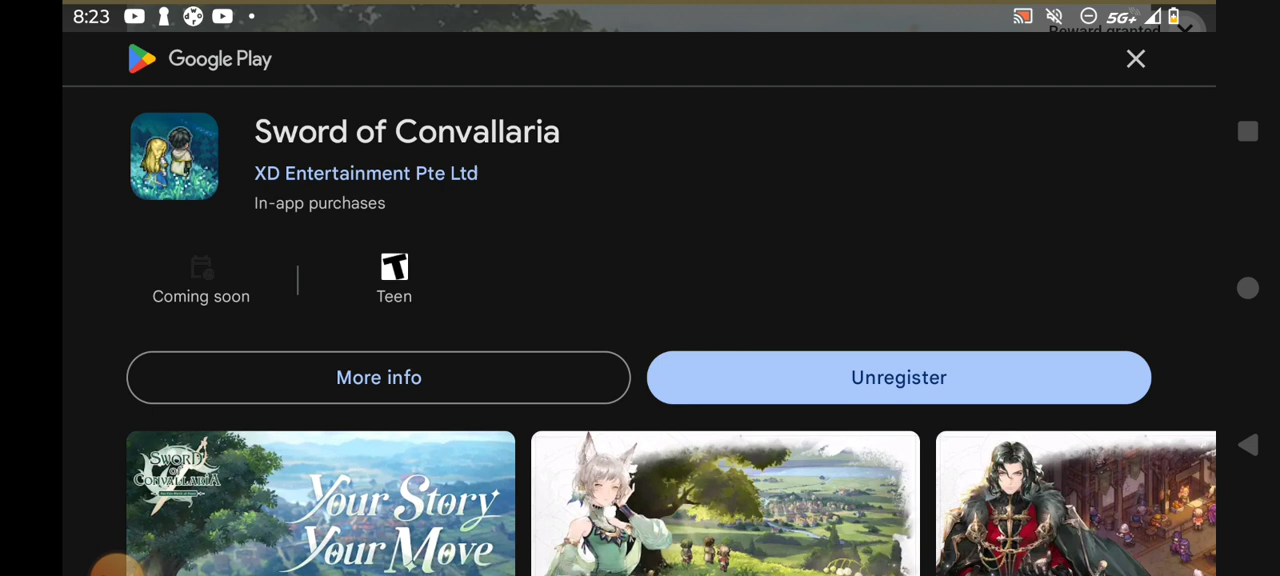 8:23
5G+
Reward granted
Google Play
Sword of Convallaria
XD Entertainment Pte Ltd
In-app purchases
Coming soon
T
Teen
More info
Unregister
SWORD
OF
CONVALLARIA
Your Story
Your Move